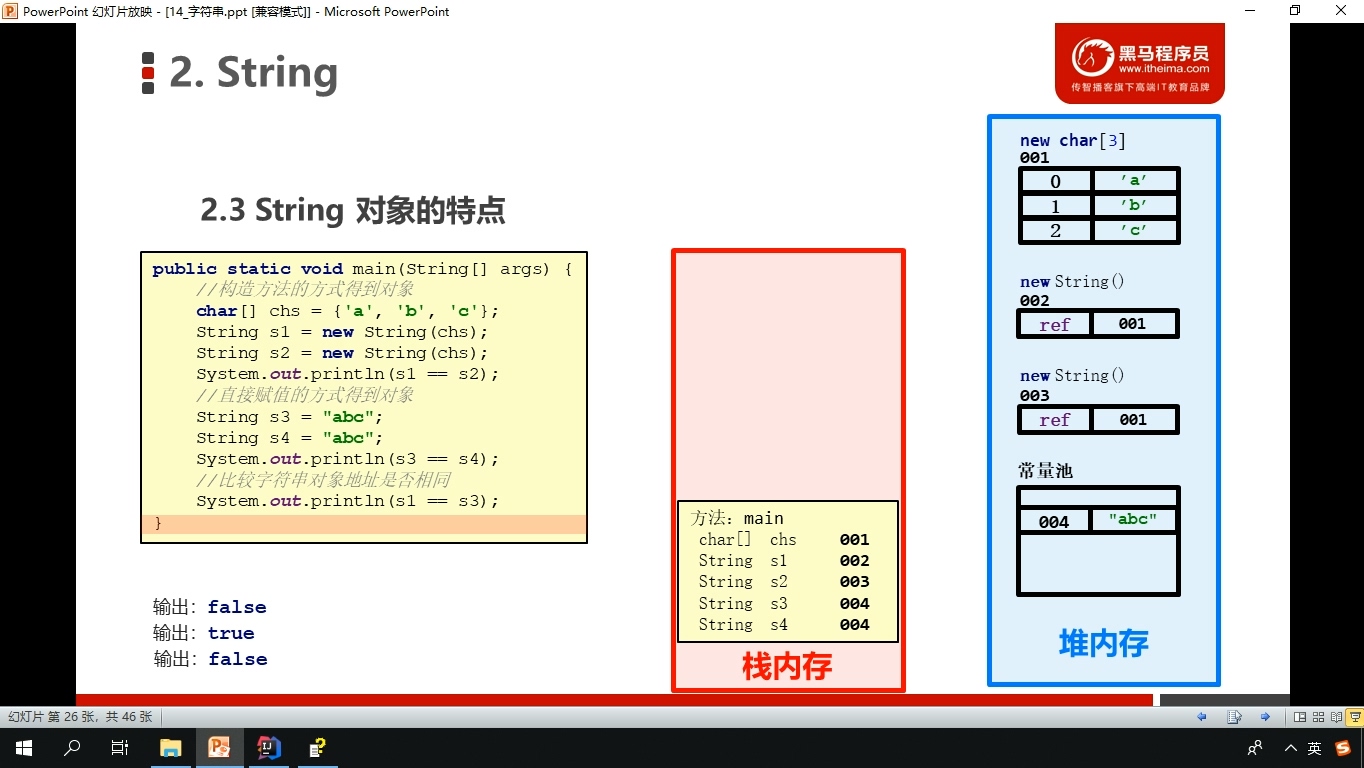 PowerPoint 幻灯片放映 - [14_字符串.ppt [兼容模式]] - Microsoft PowerPoint
2. String
黑马程序员
www.itheima.com
传智播客旗下高端IT教育品牌
2.3 String 对象的特点
public static void main(String[] args) {
//构造方法的方式得到对象
char[] chs = {'a', 'b', 'c'};
String s1 = new String(chs);
String s2 = new String(chs);
System.out.println(s1 == s2);
//直接赋值的方式得到对象
String s3 = "abc";
String s4 = "abc";
System.out.println(s3 == s4);
//比较字符串对象地址是否相同
System.out.println(s1 == s3);
}
输出：false
输出：true
输出：false
方法：main
char[] chs 001
String s1 002
String s2 003
String s3 004
String s4 004
栈内存
new char[3]
001
0 'a'
1 'b'
2 'c'
new String()
002
ref 001
new String()
003
ref 001
常量池
004 "abc"
堆内存
幻灯片 第 26 张，共 46 张
英